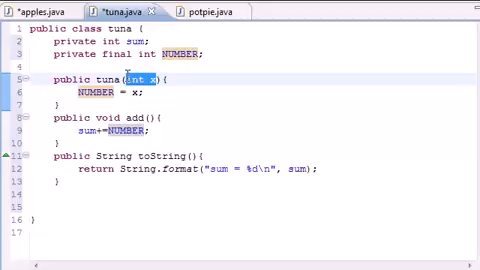 *apples.java *tuna.java potpie.java
1 public class tuna {
2 private int sum;
3 private final int NUMBER;
4
5 public tuna(int x){
6 NUMBER = x;
7 }
8 public void add(){
9 sum+=NUMBER;
10 }
11 public String toString(){
12 return String.format("sum = %d\n", sum);
13 }
14
15
16 }
17